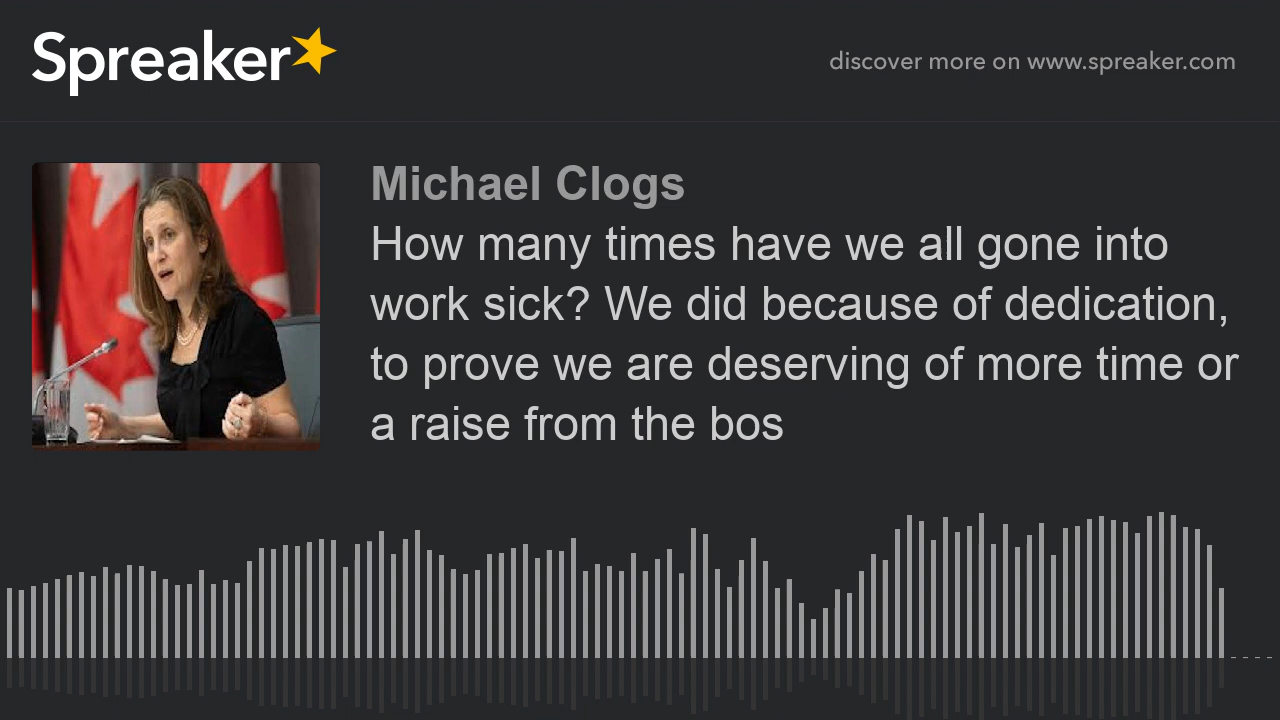 Spreaker
discover more on www.spreaker.com
Michael Clogs
How many times have we all gone into
work sick? We did because of dedication,
to prove we are deserving of more time or
a raise from the bos